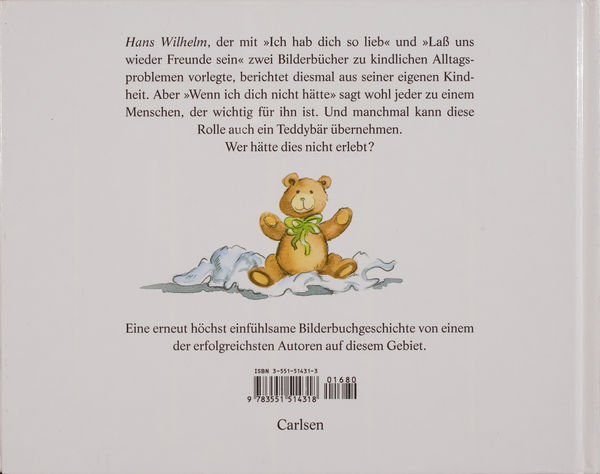 Hans Wilhelm, der mit »Ich hab dich so lieb« und »Laß uns
wieder Freunde sein« zwei Bilderbücher zu kindlichen Alltags-
problemen vorlegte, berichtet diesmal aus seiner eigenen Kind-
heit. Aber »Wenn ich dich nicht hätte« sagt wohl jeder zu einem
Menschen, der wichtig für ihn ist. Und manchmal kann diese
Rolle auch ein Teddybär übernehmen.
Wer hätte dies nicht erlebt?
Eine erneut höchst einfühlsame Bilderbuchgeschichte von einem
der erfolgreichsten Autoren auf diesem Gebiet.
ISBN 3-551-51431-3
01680
9 783551 514318
Carlsen